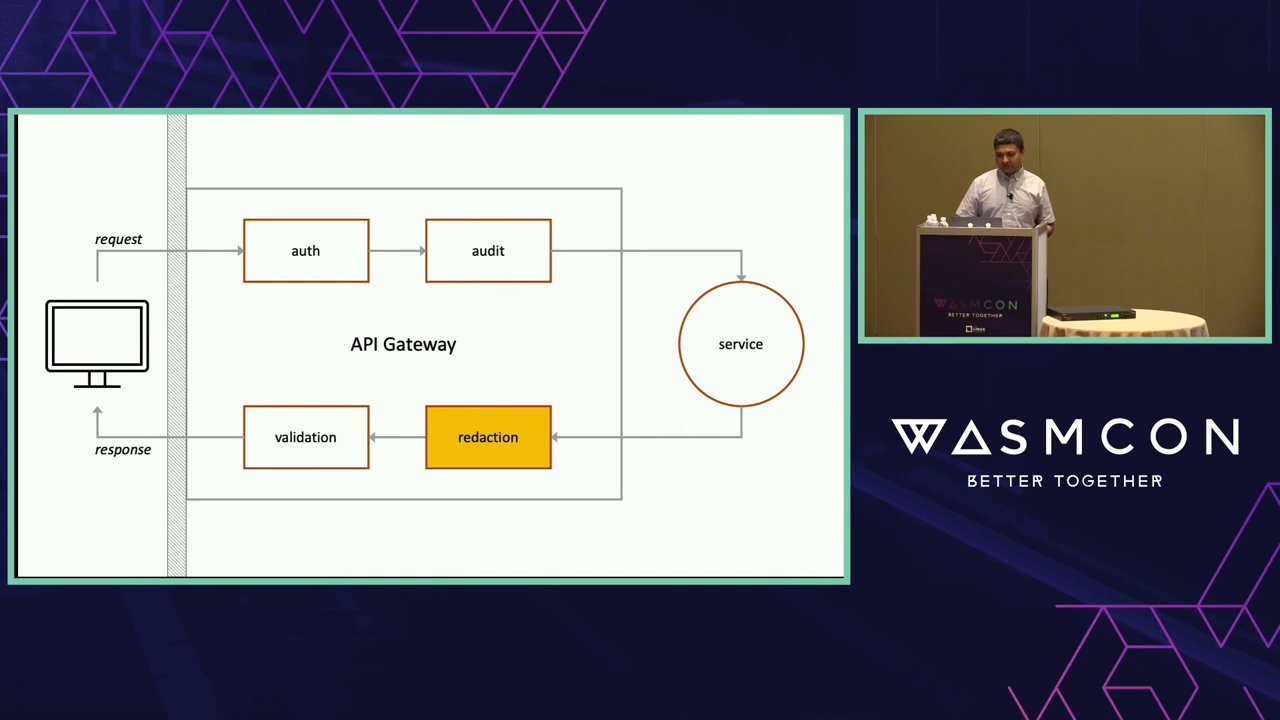 request
auth
audit
API Gateway
service
validation
redaction
response
WASMCON
BETTER TOGETHER
WASMCON
BETTER TOGETHER